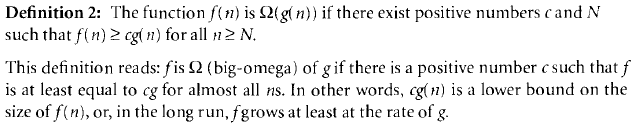 Definition 2: The function f(n) is Ω(g(n)) if there exist positive numbers c and N
such that f(n) ≥ cg(n) for all n ≥ N.
This definition reads: f is Ω (big-omega) of g if there is a positive number c such that f
is at least equal to cg for almost all ns. In other words, cg(n) is a lower bound on the
size of f(n), or, in the long run, f grows at least at the rate of g.